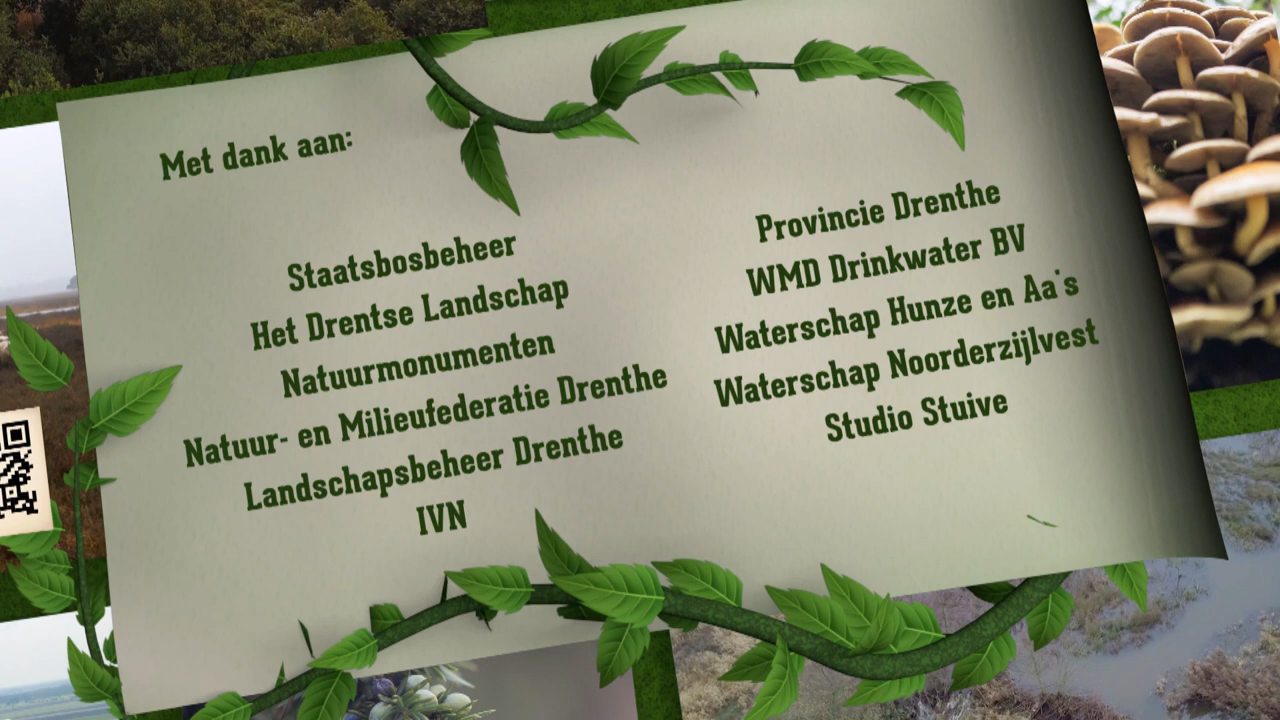 Met dank aan:
Staatsbosbeheer
Het Drentse Landschap
Natuurmonumenten
Natuur- en Milieufederatie Drenthe
Landschapsbeheer Drenthe
IVN
Provincie Drenthe
WMD Drinkwater BV
Waterschap Hunze en Aa's
Waterschap Noorderzijlvest
Studio Stuive